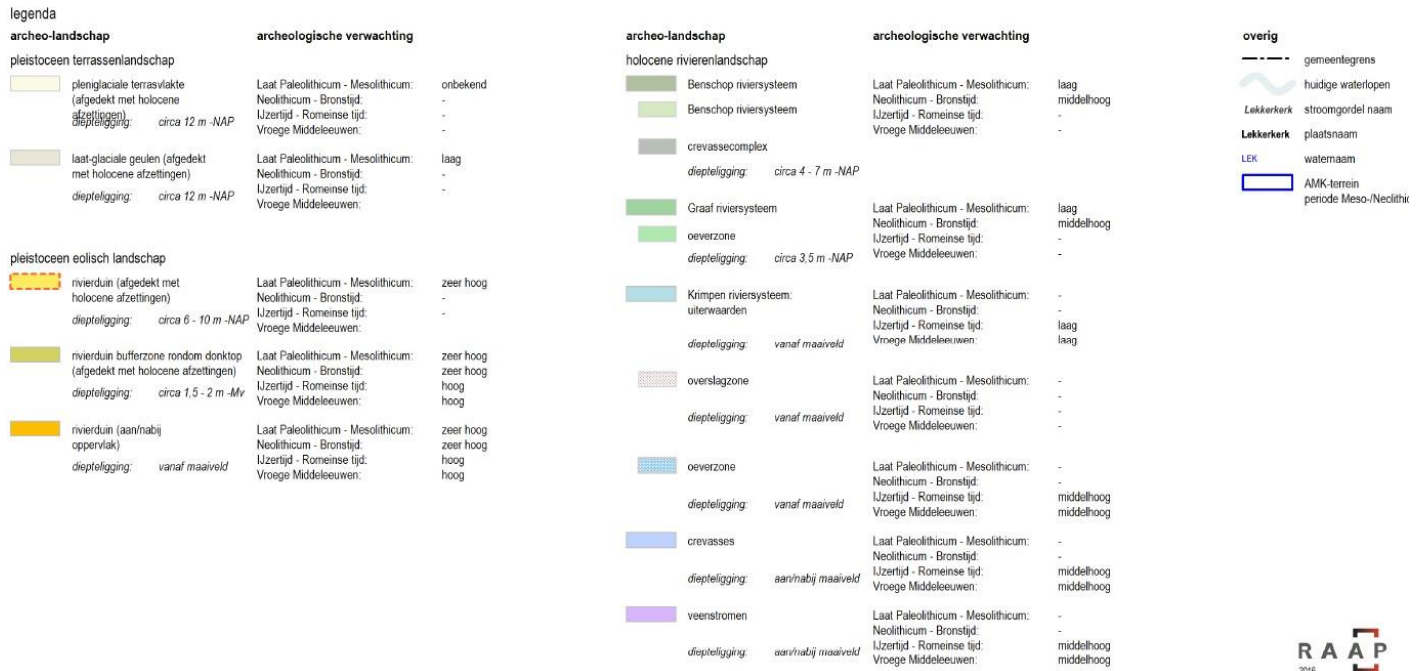 legenda
archeo-landschap archeologische verwachting
pleistoceen terrassenlandschap
pleniglaciale terrasvlakte Laat Paleolithicum - Mesolithicum: onbekend
(afgedekt met holocene Neolithicum - Bronstijd: -
afzettingen) IJzertijd - Romeinse tijd: -
diepteligging: circa 12 m -NAP Vroege Middeleeuwen: -
laat-glaciale geulen (afgedekt Laat Paleolithicum - Mesolithicum: laag
met holocene afzettingen) Neolithicum - Bronstijd: -
diepteligging: circa 12 m -NAP IJzertijd - Romeinse tijd: -
Vroege Middeleeuwen:
pleistoceen eolisch landschap
rivierduin (afgedekt met Laat Paleolithicum - Mesolithicum: zeer hoog
holocene afzettingen) Neolithicum - Bronstijd: -
diepteligging: circa 6 - 10 m -NAP IJzertijd - Romeinse tijd: -
Vroege Middeleeuwen:
rivierduin bufferzone rondom donktop Laat Paleolithicum - Mesolithicum: zeer hoog
(afgedekt met holocene afzettingen) Neolithicum - Bronstijd: zeer hoog
diepteligging: circa 1,5 - 2 m -Mv IJzertijd - Romeinse tijd: hoog
Vroege Middeleeuwen: hoog
rivierduin (aan/nabij Laat Paleolithicum - Mesolithicum: zeer hoog
oppervlak) Neolithicum - Bronstijd: zeer hoog
diepteligging: vanaf maaiveld IJzertijd - Romeinse tijd: hoog
Vroege Middeleeuwen: hoog
archeo-landschap archeologische verwachting
holocene rivierenlandschap
Benschop riviersysteem Laat Paleolithicum - Mesolithicum: laag
Neolithicum - Bronstijd: middelhoog
Benschop riviersysteem IJzertijd - Romeinse tijd: -
Vroege Middeleeuwen: -
crevassecomplex
diepteligging: circa 4 - 7 m -NAP
Graaf riviersysteem Laat Paleolithicum - Mesolithicum: laag
Neolithicum - Bronstijd: middelhoog
oeverzone IJzertijd - Romeinse tijd: -
diepteligging: circa 3,5 m -NAP Vroege Middeleeuwen: -
Krimpen riviersysteem: Laat Paleolithicum - Mesolithicum: -
uiterwaarden Neolithicum - Bronstijd: -
IJzertijd - Romeinse tijd: laag
diepteligging: vanaf maaiveld Vroege Middeleeuwen: laag
overslagzone Laat Paleolithicum - Mesolithicum: -
Neolithicum - Bronstijd: -
IJzertijd - Romeinse tijd: -
diepteligging: vanaf maaiveld Vroege Middeleeuwen: -
oeverzone Laat Paleolithicum - Mesolithicum: -
Neolithicum - Bronstijd: -
IJzertijd - Romeinse tijd: middelhoog
diepteligging: vanaf maaiveld Vroege Middeleeuwen: middelhoog
crevasses Laat Paleolithicum - Mesolithicum: -
Neolithicum - Bronstijd: -
IJzertijd - Romeinse tijd: middelhoog
diepteligging: aan/nabij maaiveld Vroege Middeleeuwen: middelhoog
veenstromen Laat Paleolithicum - Mesolithicum: -
Neolithicum - Bronstijd: -
IJzertijd - Romeinse tijd: middelhoog
diepteligging: aan/nabij maaiveld Vroege Middeleeuwen: middelhoog
overig
gemeentegrens
huidige waterlopen
Lekkerkerk stroomgordel naam
Lekkerkerk plaatsnaam
LEK waternaam
AMK-terrein
periode Meso-/Neolithic
RAAP
2016